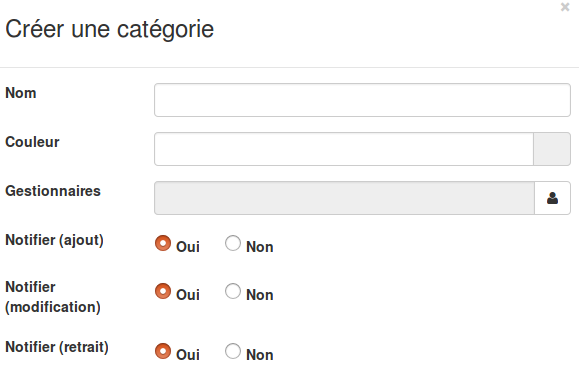 Créer une catégorie
Nom
Couleur
Gestionnaires
Notifier (ajout)
Oui Non
Notifier
(modification)
Oui Non
Notifier (retrait)
Oui Non